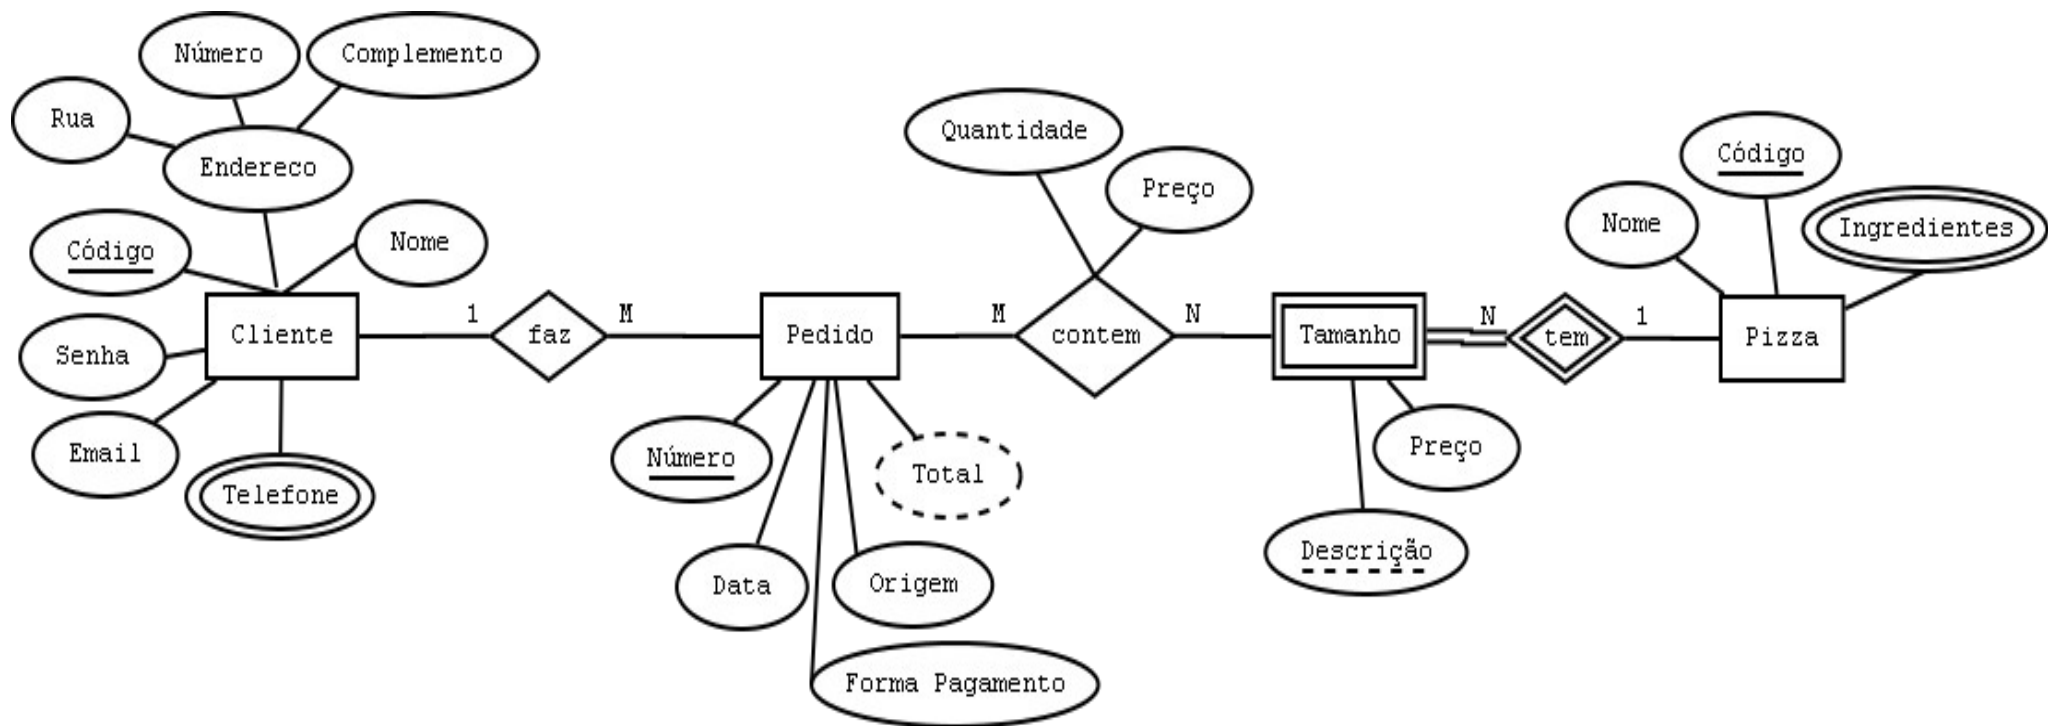 Número
Complemento
Rua
Endereco
Código
Nome
Senha
Cliente
Email
Telefone
1
faz
M
Pedido
Número
Total
Data
Origem
Forma Pagamento
Quantidade
Preço
M
contem
N
Tamanho
Preço
Descrição
N
tem
1
Pizza
Nome
Código
Ingredientes